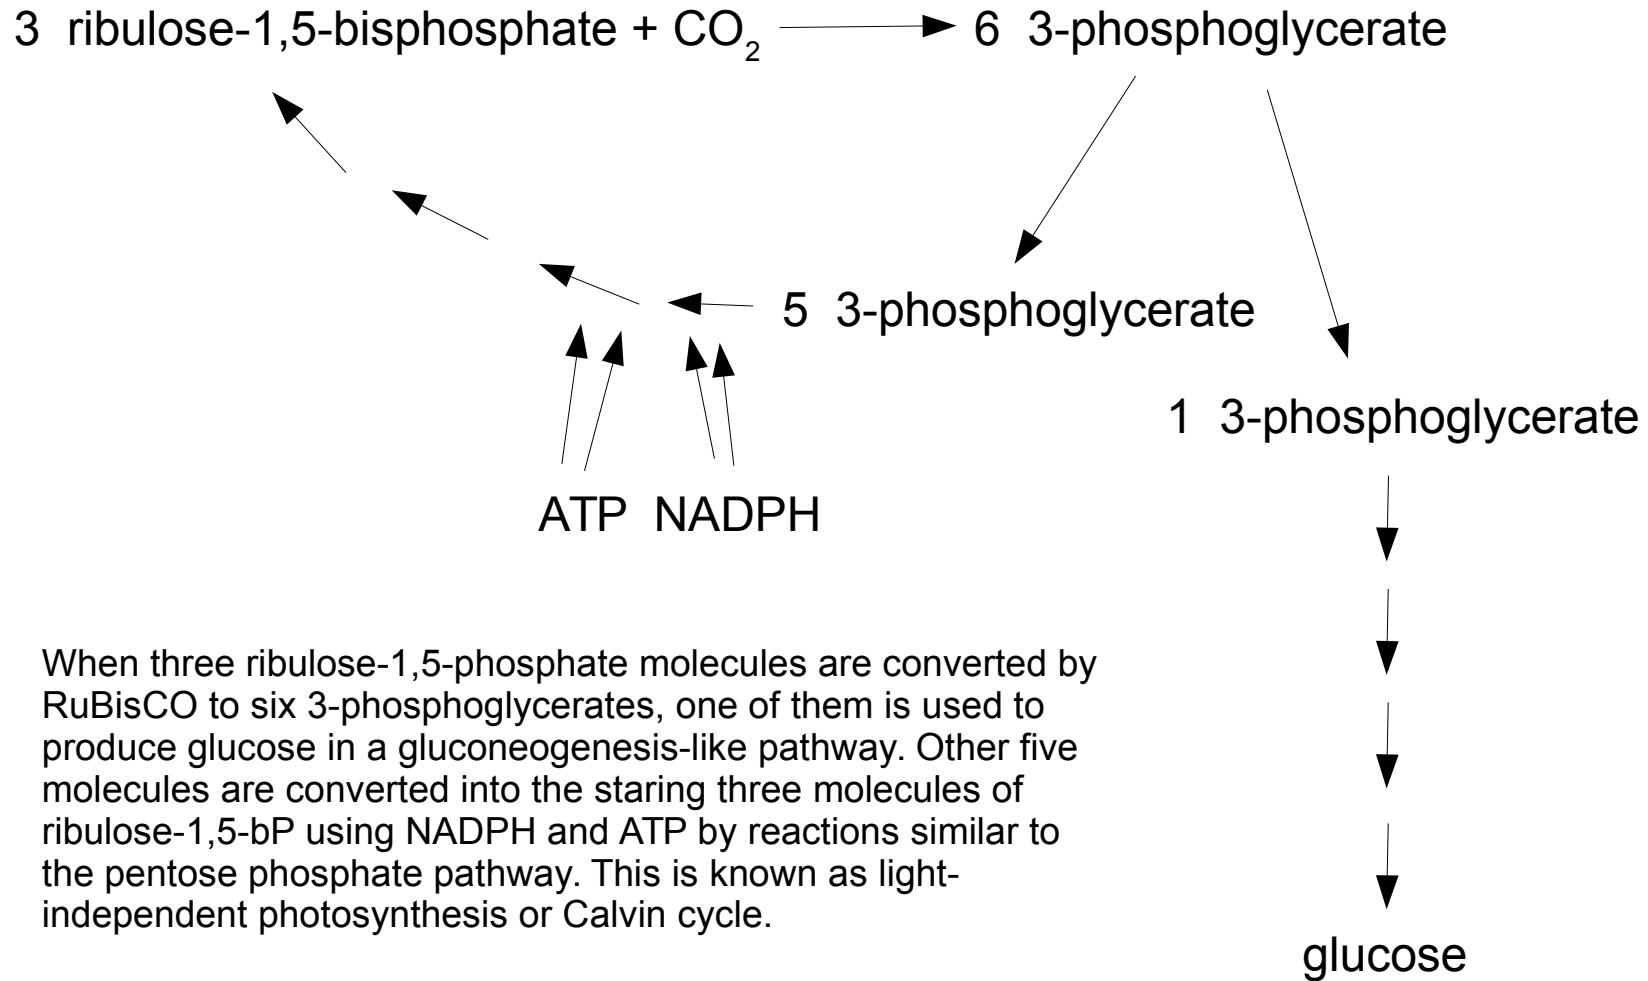 3 ribulose-1,5-bisphosphate + CO₂ 6 3-phosphoglycerate
5 3-phosphoglycerate
1 3-phosphoglycerate
ATP NADPH
When three ribulose-1,5-phosphate molecules are converted by
RuBisCO to six 3-phosphoglycerates, one of them is used to
produce glucose in a gluconeogenesis-like pathway. Other five
molecules are converted into the staring three molecules of
ribulose-1,5-bP using NADPH and ATP by reactions similar to
the pentose phosphate pathway. This is known as light-
independent photosynthesis or Calvin cycle.
glucose